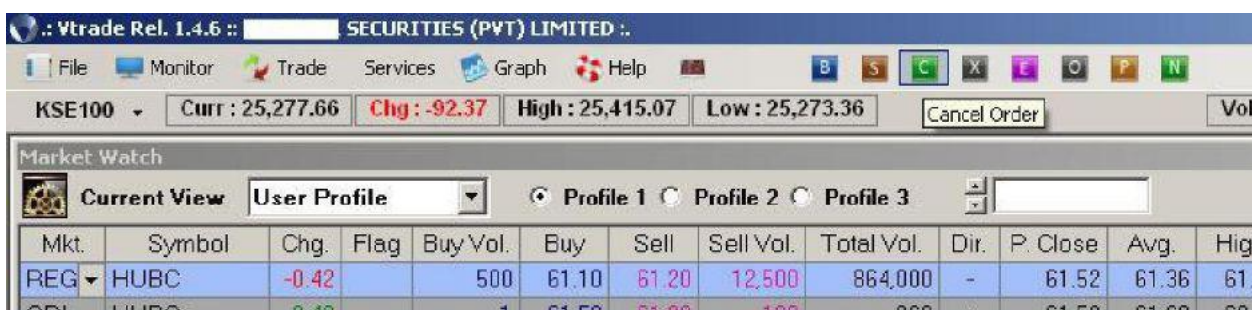 .: Vtrade Rel. 1.4.6 :: SECURITIES (PVT) LIMITED :.
File Monitor Trade Services Graph Help B S C X E O P N
KSE100 Curr : 25,277.66 Chg : -92.37 High : 25,415.07 Low : 25,273.36 Cancel Order Vol
Market Watch
Current View User Profile Profile 1 Profile 2 Profile 3
Mkt. Symbol Chg. Flag Buy Vol. Buy Sell Sell Vol. Total Vol. Dir. P. Close Avg. Hig
REG HUBC -0.42 500 61.10 61.20 12,500 864,000 - 61.52 61.36 61.